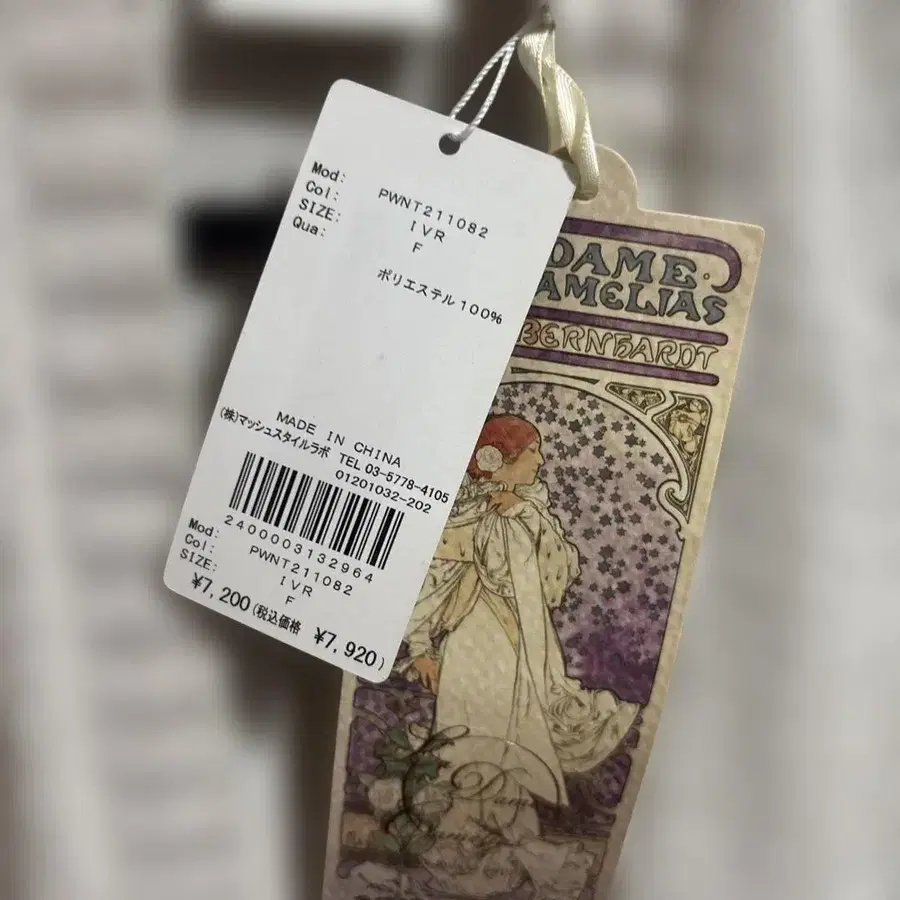 Mod: PWNT211082
Col: IVR
SIZE: F
Qua:
ポリエステル100%
MADE IN CHINA
(株)マッシュスタイルラボ TEL 03-5778-4105
01201032-202
2400003132964
Mod: PWNT211082
Col: IVR
SIZE: F
¥7,200(税込価格 ¥7,920)
DAME·
AMELIAS
BERNHARDT